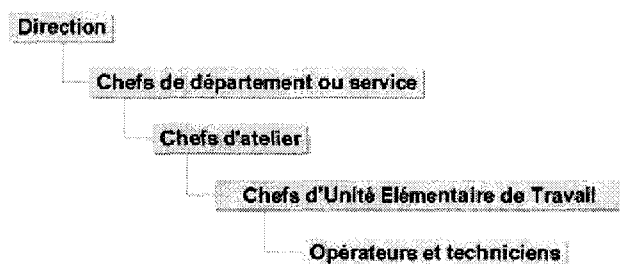 Direction
Chefs de département ou service
Chefs d'atelier
Chefs d'Unité Elémentaire de Travail
Opérateurs et techniciens